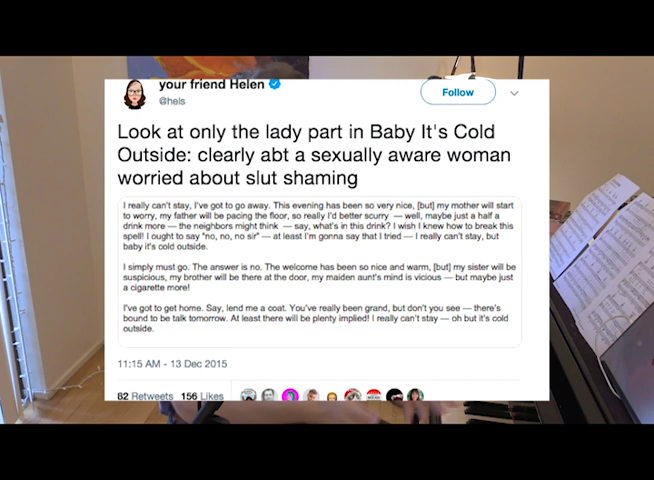 your friend Helen
@hels
Follow
Look at only the lady part in Baby It's Cold
Outside: clearly abt a sexually aware woman
worried about slut shaming
I really can't stay, I've got to go away. This evening has been so very nice, [but] my mother will start
to worry, my father will be pacing the floor, so really I'd better scurry — well, maybe just a half a
drink more — the neighbors might think — say, what's in this drink? I wish I knew how to break this
spell! I ought to say "no, no, no sir" — at least I'm gonna say that I tried — I really can't stay, but
baby it's cold outside.
I simply must go. The answer is no. The welcome has been so nice and warm, [but] my sister will be
suspicious, my brother will be there at the door, my maiden aunt's mind is vicious — but maybe just
a cigarette more!
I've got to get home. Say, lend me a coat. You've really been grand, but don't you see — there's
bound to be talk tomorrow. At least there will be plenty implied! I really can't stay — oh but it's cold
outside.
11:15 AM - 13 Dec 2015
82 Retweets 156 Likes